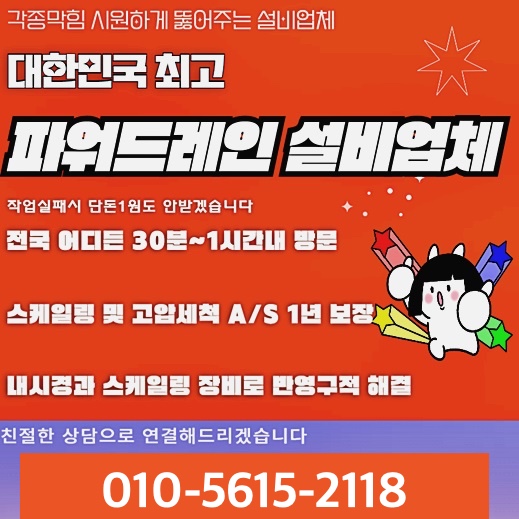 각종막힘 시원하게 뚫어주는 설비업체
대한민국 최고
파워드레인 설비업체
작업실패시 단돈1원도 안받겠습니다
전국 어디든 30분~1시간내 방문
스케일링 및 고압세척 A/S 1년 보장
내시경과 스케일링 장비로 반영구적 해결
친절한 상담으로 연결해드리겠습니다
010-5615-2118